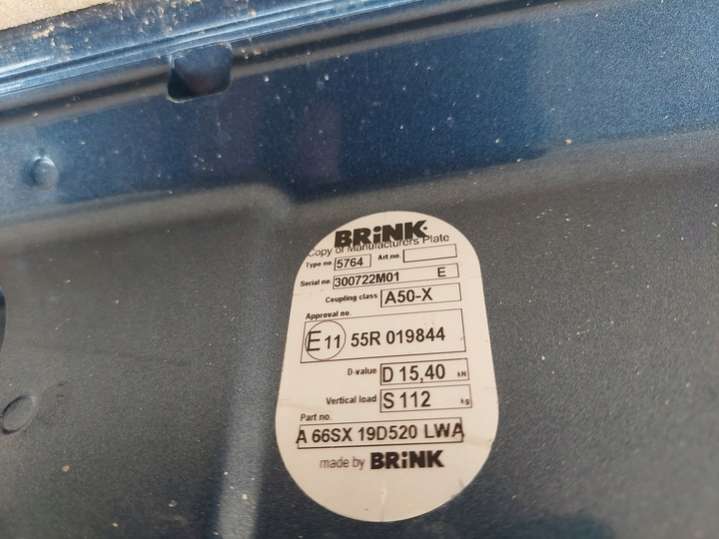 BRiNK
Copy of Manufacturers Plate
Type no. 5764 Art no.
Serial no. 300722M01 E
Coupling class A50-X
Approval no.
E11 55R 019844
D-value D 15,40 kN
Vertical load S 112 kg
Part no.
A 66SX 19D520 LWA
made by BRiNK